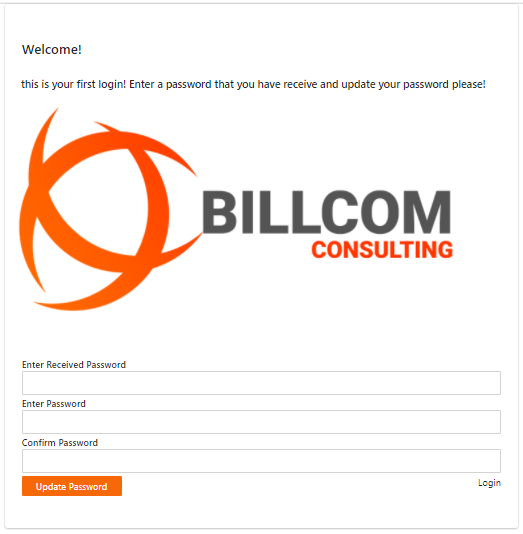 Welcome!
this is your first login! Enter a password that you have receive and update your password please!
BILLCOM
CONSULTING
Enter Received Password
Enter Password
Confirm Password
Update Password
Login